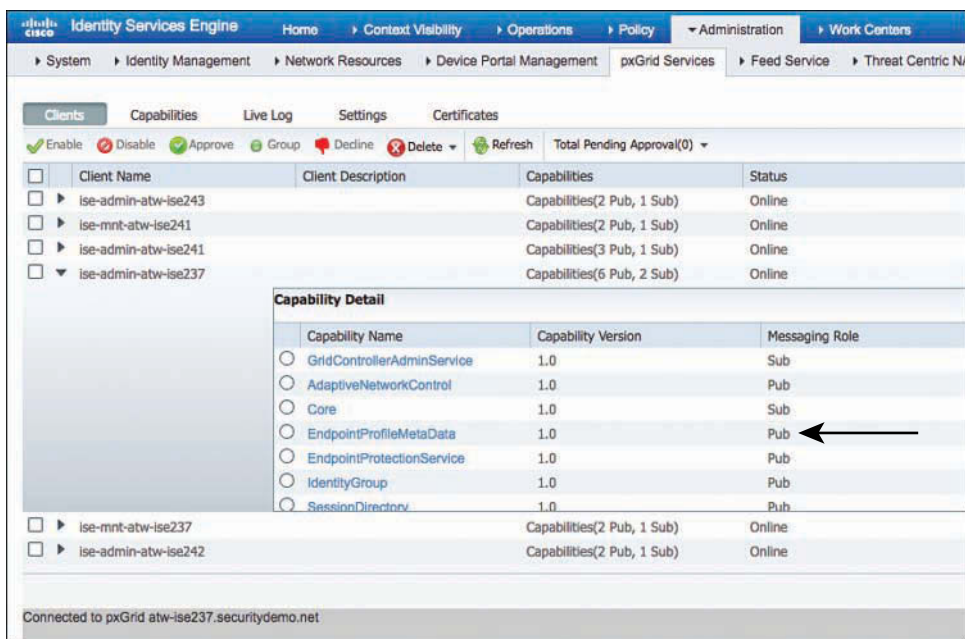 cisco Identity Services Engine Home Context Visibility Operations Policy Administration Work Centers
System Identity Management Network Resources Device Portal Management pxGrid Services Feed Service Threat Centric NA
Clients Capabilities Live Log Settings Certificates
Enable Disable Approve Group Decline Delete Refresh Total Pending Approval(0)
Client Name Client Description Capabilities Status
ise-admin-atw-ise243 Capabilities(2 Pub, 1 Sub) Online
ise-mnt-atw-ise241 Capabilities(2 Pub, 1 Sub) Online
ise-admin-atw-ise241 Capabilities(3 Pub, 1 Sub) Online
ise-admin-atw-ise237 Capabilities(6 Pub, 2 Sub) Online
Capability Detail
Capability Name Capability Version Messaging Role
GridControllerAdminService 1.0 Sub
AdaptiveNetworkControl 1.0 Pub
Core 1.0 Sub
EndpointProfileMetaData 1.0 Pub
EndpointProtectionService 1.0 Pub
IdentityGroup 1.0 Pub
SessionDirectory 1.0 Pub
ise-mnt-atw-ise237 Capabilities(2 Pub, 1 Sub) Online
ise-admin-atw-ise242 Capabilities(2 Pub, 1 Sub) Online
Connected to pxGrid atw-ise237.securitydemo.net